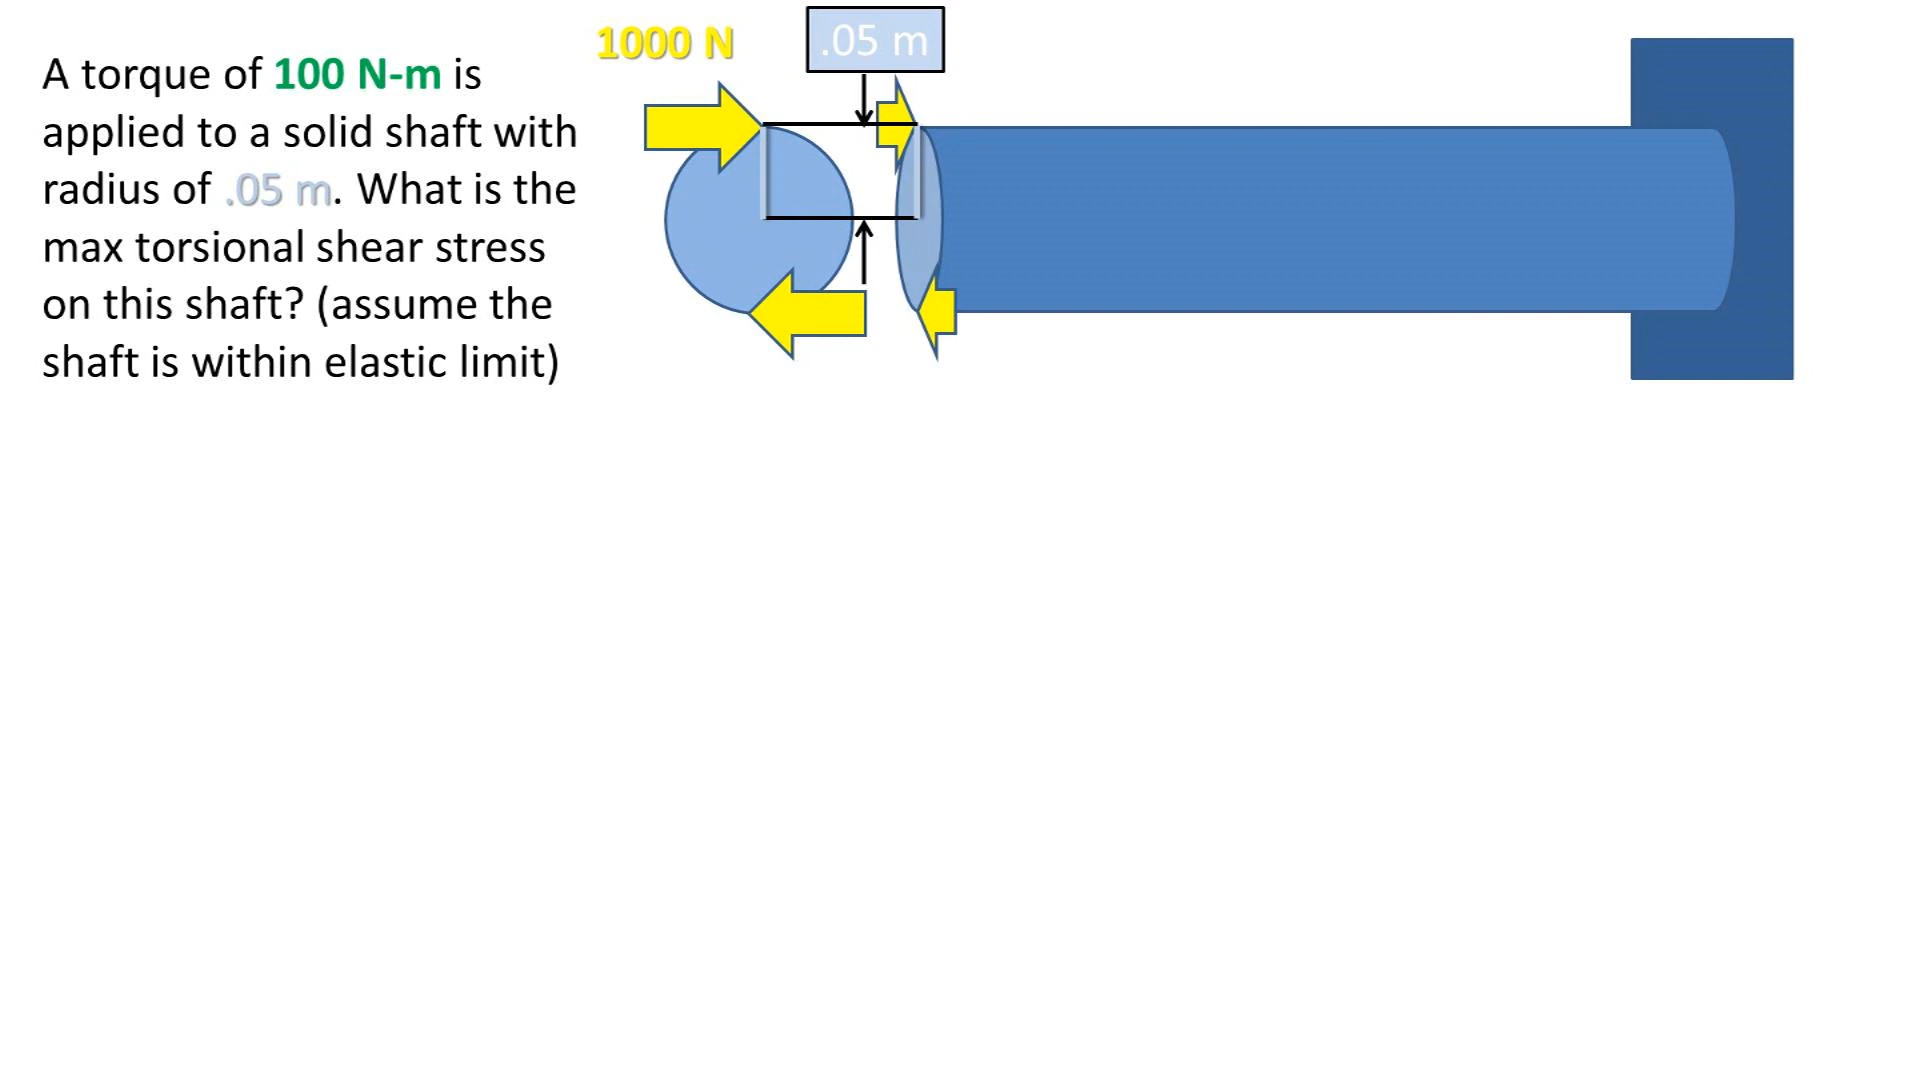 A torque of 100 N-m is
applied to a solid shaft with
radius of .05 m. What is the
max torsional shear stress
on this shaft? (assume the
shaft is within elastic limit)
1000 N
.05 m